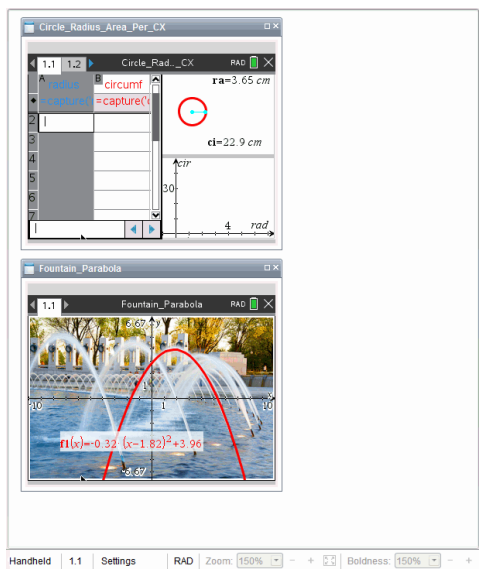 Circle_Radius_Area_Per_CX
1.1 1.2 Circle_Rad.._CX RAD
A radius B circumf
=capture('r =capture('c
2
3
4
5
6
7
ra=3.65 cm
ci=22.9 cm
cir
30
4 rad
Fountain_Parabola
1.1 Fountain_Parabola RAD
6.67 y
1
-10 1 10 x
f1(x)=-0.32·(x-1.82)²+3.96
-6.67
Handheld 1.1 Settings RAD Zoom: 150% - + Boldness: 150% - +